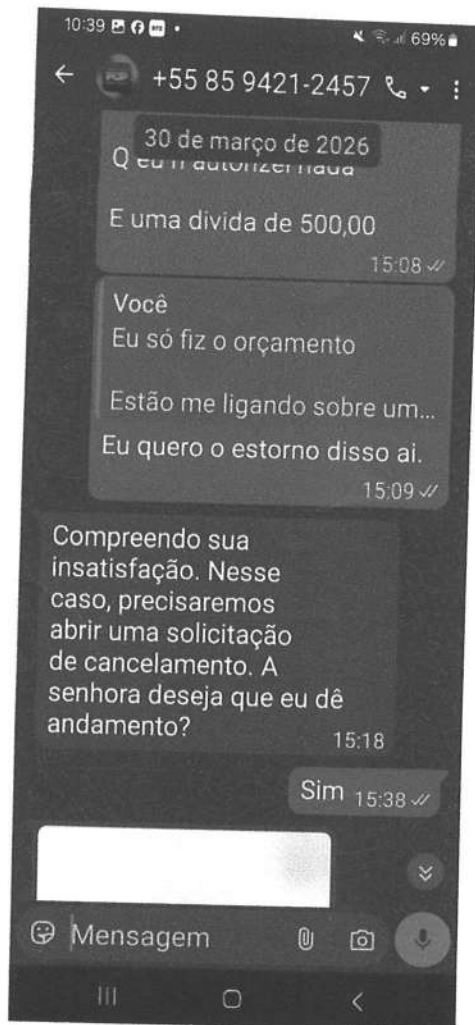 10:39
69%
+55 85 9421-2457
30 de março de 2026
Q eu
E uma divida de 500,00
15:08
Você
Eu só fiz o orçamento
Estão me ligando sobre um...
Eu quero o estorno disso ai.
15:09
Compreendo sua
insatisfação. Nesse
caso, precisaremos
abrir uma solicitação
de cancelamento. A
senhora deseja que eu dê
andamento?
15:18
Sim 15:38
Mensagem